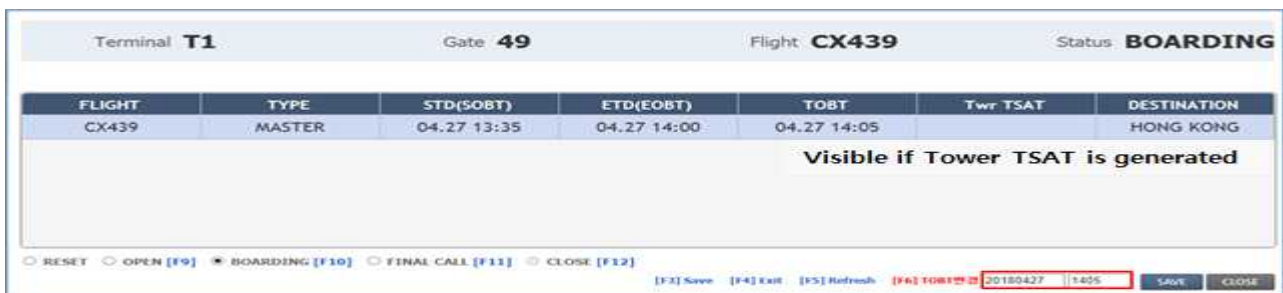 Terminal T1 Gate 49 Flight CX439 Status BOARDING
FLIGHT TYPE STD(SOBT) ETD(EOBT) TOBT Twr TSAT DESTINATION
CX439 MASTER 04.27 13:35 04.27 14:00 04.27 14:05 HONG KONG
Visible if Tower TSAT is generated
RESET OPEN [F9] BOARDING [F10] FINAL CALL [F11] CLOSE [F12]
[F3] Save [F4] Exit [F5] Refresh [F6] TOBT변경 20180427 1405 SAVE CLOSE